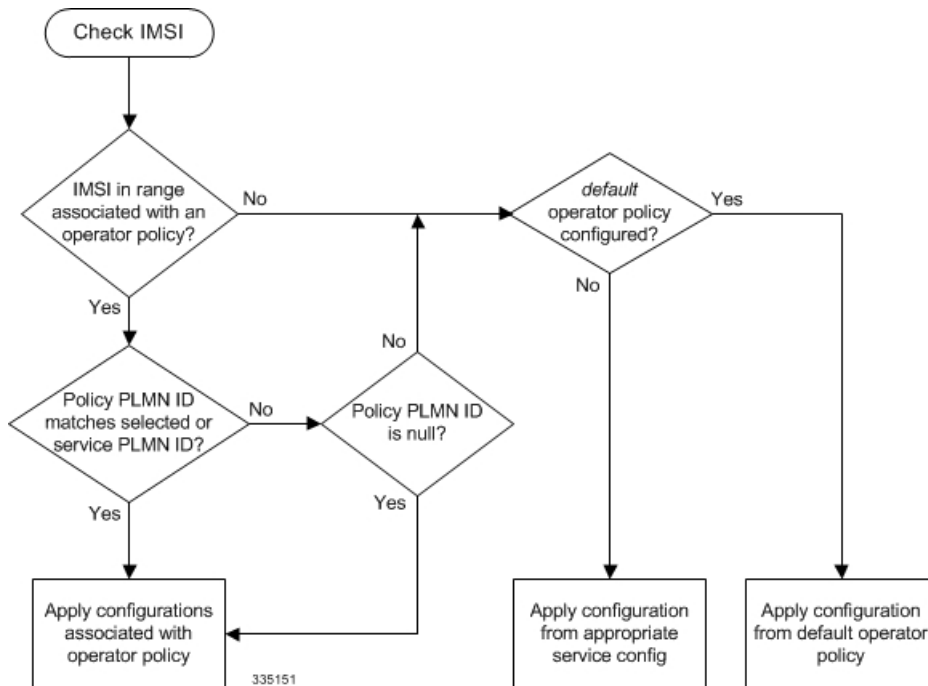 Check IMSI
IMSI in range
associated with an
operator policy?
No
default
operator policy
configured?
Yes
No
Yes
No
Policy PLMN ID
matches selected or
service PLMN ID?
No
Policy PLMN ID
is null?
Yes
Yes
Apply configurations
associated with
operator policy
Apply configuration
from appropriate
service config
Apply configuration
from default operator
policy
335151